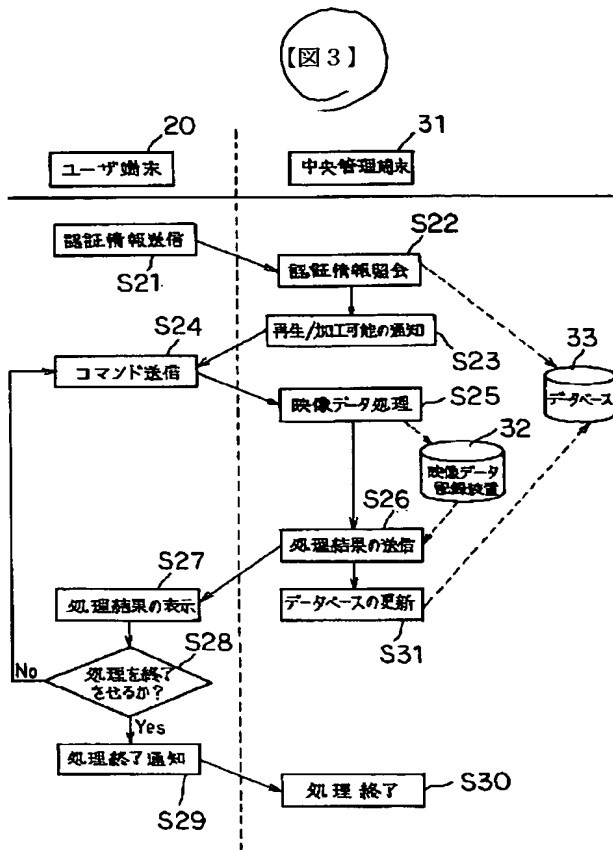 【図3】
20
31
ユーザ端末
中央管理端末
認証情報送信
S21
S22
認証情報照会
S24
再生/加工可能の通知
S23
33
コマンド送信
データベース
映像データ処理
S25
32
映像データ
記録装置
S26
処理結果の送信
S27
処理結果の表示
データベースの更新
S31
S28
処理を終了
させるか?
No
Yes
処理終了通知
S29
処理終了
S30